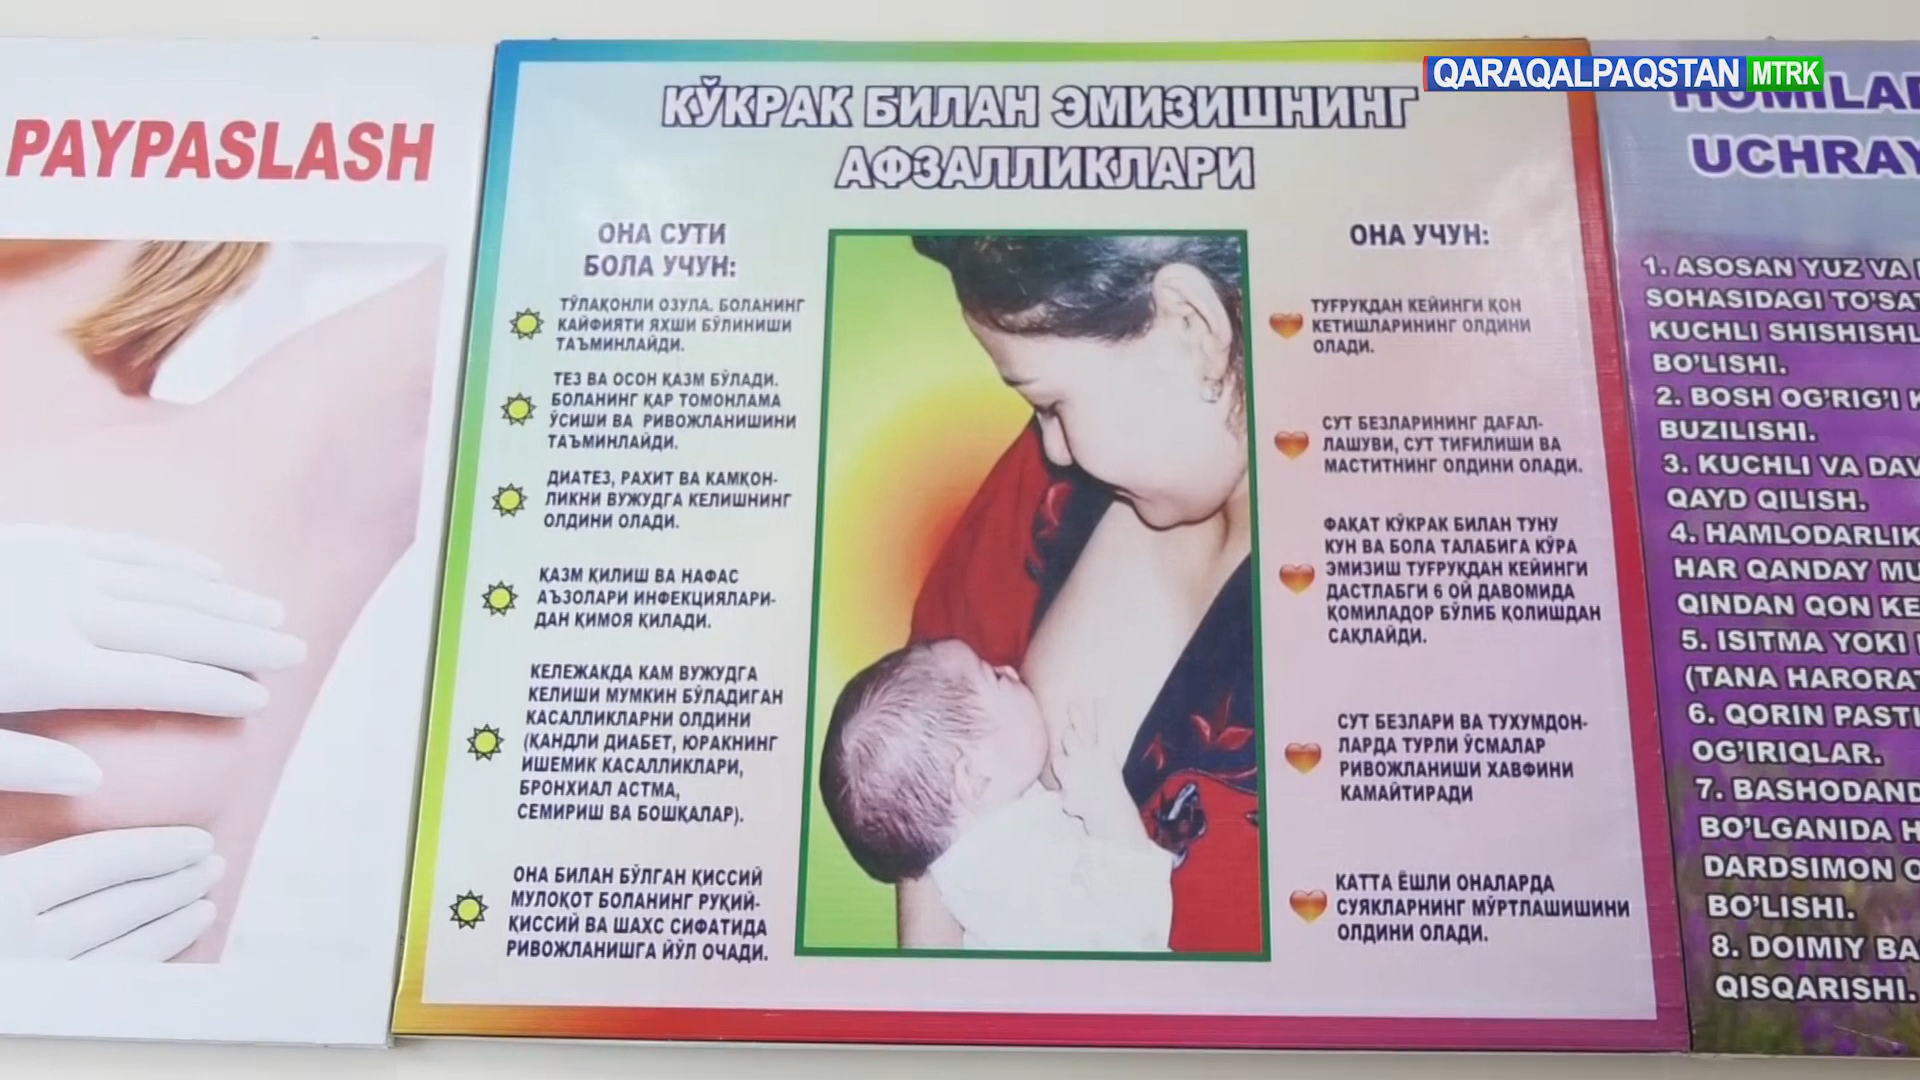 QARAQALPAQSTAN MTRK
PAYPASLASH
КЎКРАК БИЛАН ЭМИЗИШНИНГ
АФЗАЛЛИКЛАРИ
ОНА СУТИ
БОЛА УЧУН:
ТЎЛАҚОНЛИ ОЗУЛА. БОЛАНИНГ
КАЙФИЯТИ ЯХШИ БЎЛИНИШИ
ТАЪМИНЛАЙДИ.
ТЕЗ ВА ОСОН ҚАЗМ БЎЛАДИ.
БОЛАНИНГ ҚАР ТОМОНЛАМА
ЎСИШИ ВА РИВОЖЛАНИШИНИ
ТАЪМИНЛАЙДИ.
ДИАТЕЗ, РАХИТ ВА КАМҚОН-
ЛИКНИ ВУЖУДГА КЕЛИШНИНГ
ОЛДИНИ ОЛАДИ.
ҚАЗМ ҚИЛИШ ВА НАФАС
АЪЗОЛАРИ ИНФЕКЦИЯЛАРИ-
ДАН ҚИМОЯ ҚИЛАДИ.
КЕЛЕЖАКДА КАМ ВУЖУДГА
КЕЛИШИ МУМКИН БЎЛАДИГАН
КАСАЛЛИКЛАРНИ ОЛДИНИ
(ҚАНДЛИ ДИАБЕТ, ЮРАКНИНГ
ИШЕМИК КАСАЛЛИКЛАРИ,
БРОНХИАЛ АСТМА,
СЕМИРИШ ВА БОШҚАЛАР).
ОНА БИЛАН БЎЛГАН ҚИССИЙ
МУЛОҚОТ БОЛАНИНГ РУҚИЙ-
ҚИССИЙ ВА ШАХС СИФАТИДА
РИВОЖЛАНИШГА ЙЎЛ ОЧАДИ.
ОНА УЧУН:
ТУҒРУҚДАН КЕЙИНГИ ҚОН
КЕТИШЛАРИНИНГ ОЛДИНИ
ОЛАДИ.
СУТ БЕЗЛАРИНИНГ ДАҒАЛ-
ЛАШУВИ, СУТ ТИҒИЛИШИ ВА
МАСТИТНИНГ ОЛДИНИ ОЛАДИ.
ФАҚАТ КЎКРАК БИЛАН ТУНУ
КУН ВА БОЛА ТАЛАБИГА КЎРА
ЭМИЗИШ ТУҒРУҚДАН КЕЙИНГИ
ДАСТЛАБГИ 6 ОЙ ДАВОМИДА
ҚОМИЛАДОР БЎЛИБ ҚОЛИШДАН
САҚЛАЙДИ.
СУТ БЕЗЛАРИ ВА ТУХУМДОН-
ЛАРДА ТУРЛИ ЎСМАЛАР
РИВОЖЛАНИШИ ХАВФИНИ
КАМАЙТИРАДИ
КАТТА ЁШЛИ ОНАЛАРДА
СУЯКЛАРНИНГ МЎРТЛАШИШИНИ
ОЛДИНИ ОЛАДИ.
HOMILA
UCHRAY
1. ASOSAN YUZ VA
SOHASIDAGI TO'SAT
KUCHLI SHISHISHL
BO'LISHI.
2. BOSH OG'RIG'I
BUZILISHI.
3. KUCHLI VA DAV
QAYD QILISH.
4. HAMLODARLIK
HAR QANDAY MU
QINDAN QON KE
5. ISITMA YOKI
(TANA HARORAT
6. QORIN PASTI
OG'IRIQLAR.
7. BASHODAND
BO'LGANIDA H
DARDSIMON O
BO'LISHI.
8. DOIMIY BA
QISQARISHI.